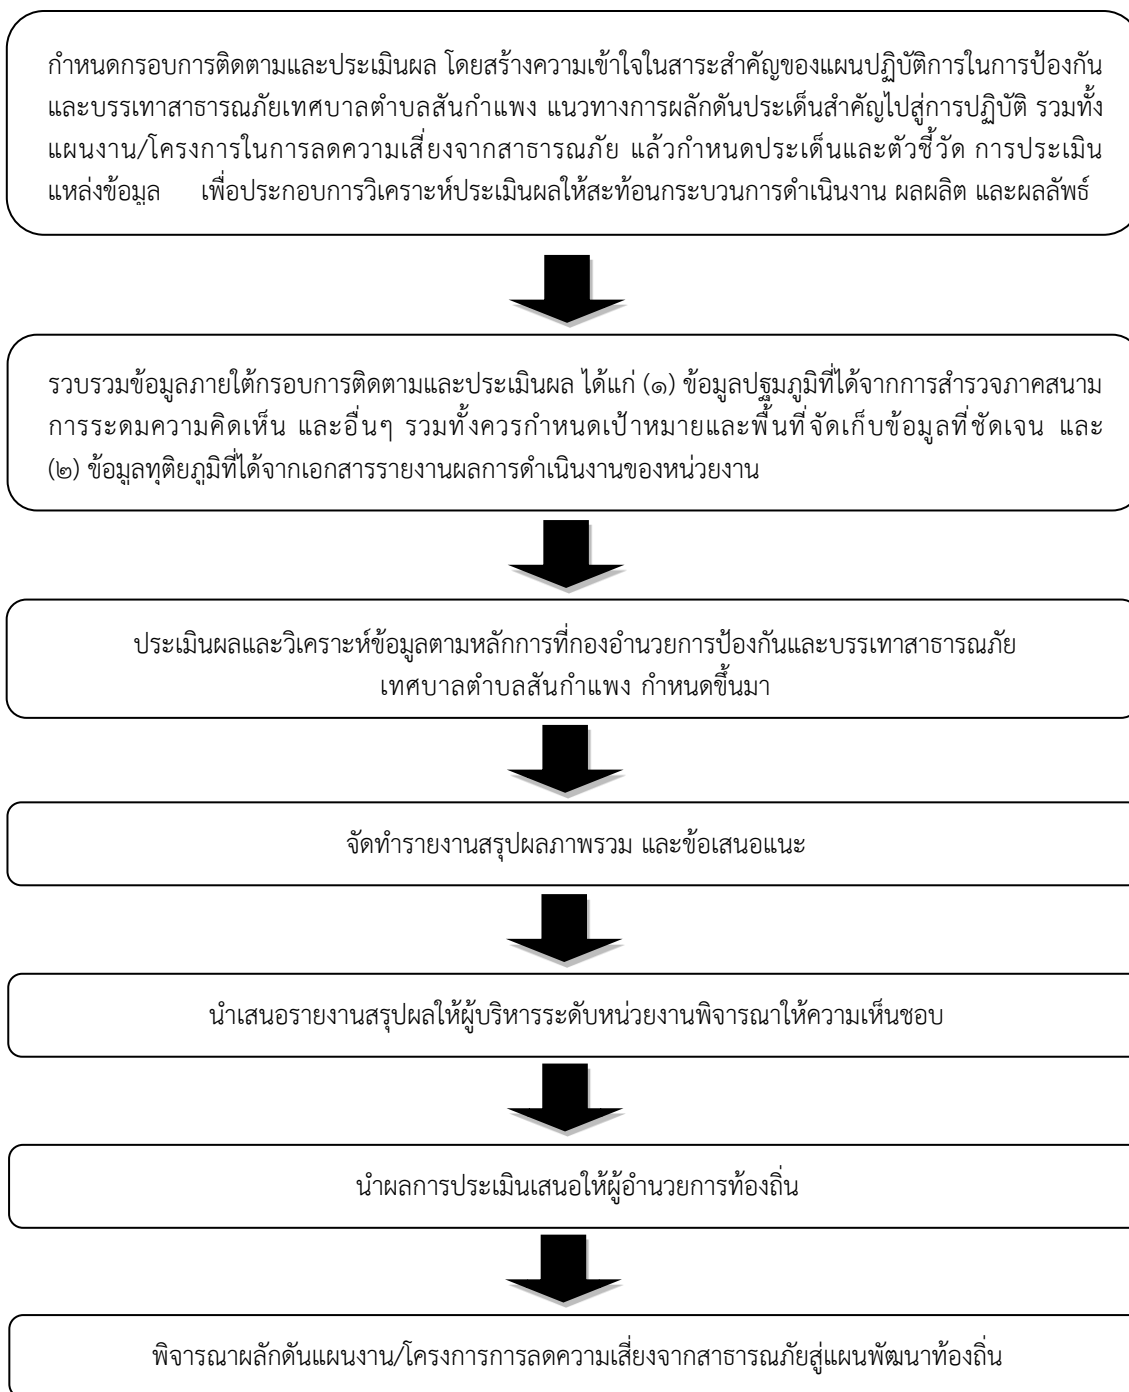 กำหนดกรอบการติดตามและประเมินผล โดยสร้างความเข้าใจในสาระสำคัญของแผนปฏิบัติการในการป้องกัน
และบรรเทาสาธารณภัยเทศบาลตำบลสันกำแพง แนวทางการผลักดันประเด็นสำคัญไปสู่การปฏิบัติ รวมทั้ง
แผนงาน/โครงการในการลดความเสี่ยงจากสาธารณภัย แล้วกำหนดประเด็นและตัวชี้วัด การประเมิน
แหล่งข้อมูล เพื่อประกอบการวิเคราะห์ประเมินผลให้สะท้อนกระบวนการดำเนินงาน ผลผลิต และผลลัพธ์
รวบรวมข้อมูลภายใต้กรอบการติดตามและประเมินผล ได้แก่ (๑) ข้อมูลปฐมภูมิที่ได้จากการสำรวจภาคสนาม
การระดมความคิดเห็น และอื่นๆ รวมทั้งควรกำหนดเป้าหมายและพื้นที่จัดเก็บข้อมูลที่ชัดเจน และ
(๒) ข้อมูลทุติยภูมิที่ได้จากเอกสารรายงานผลการดำเนินงานของหน่วยงาน
ประเมินผลและวิเคราะห์ข้อมูลตามหลักการที่กองอำนวยการป้องกันและบรรเทาสาธารณภัย
เทศบาลตำบลสันกำแพง กำหนดขึ้นมา
จัดทำรายงานสรุปผลภาพรวม และข้อเสนอแนะ
นำเสนอรายงานสรุปผลให้ผู้บริหารระดับหน่วยงานพิจารณาให้ความเห็นชอบ
นำผลการประเมินเสนอให้ผู้อำนวยการท้องถิ่น
พิจารณาผลักดันแผนงาน/โครงการการลดความเสี่ยงจากสาธารณภัยสู่แผนพัฒนาท้องถิ่น